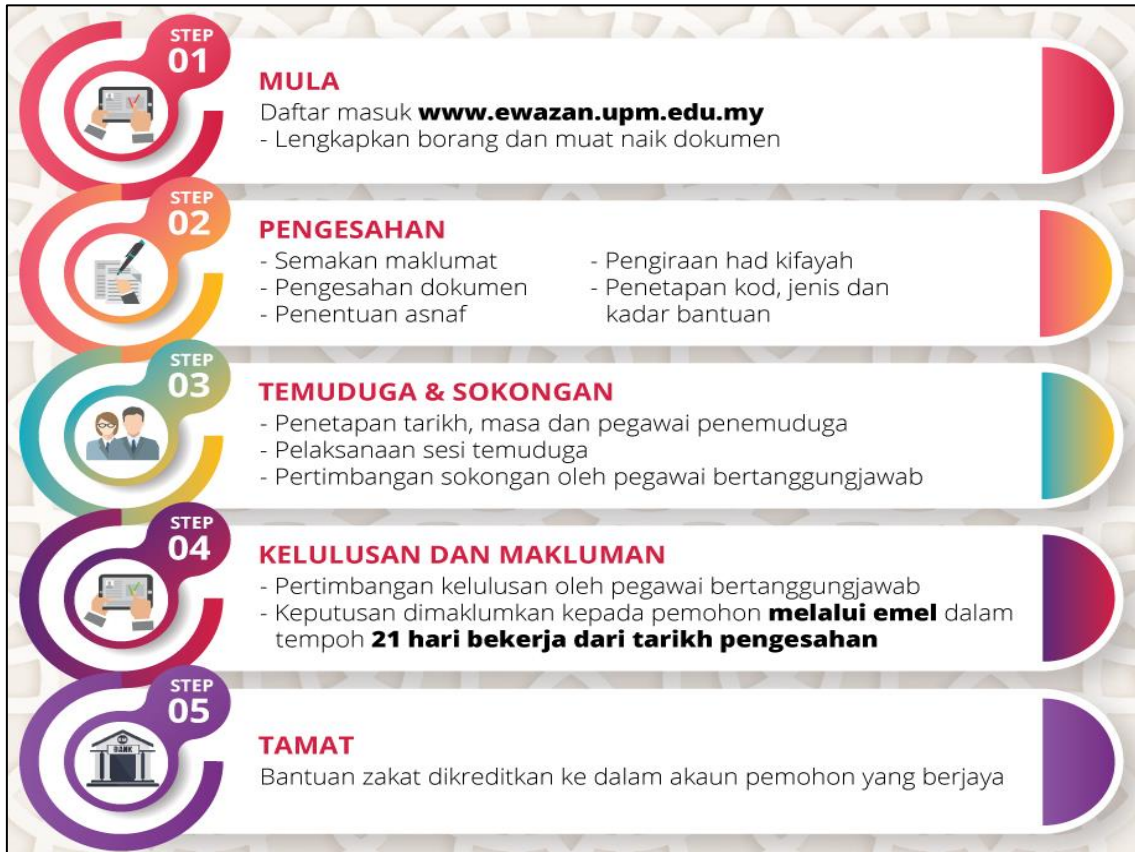 STEP
01
MULA
Daftar masuk www.ewazan.upm.edu.my
- Lengkapkan borang dan muat naik dokumen
STEP
02
PENGESAHAN
- Semakan maklumat
- Pengesahan dokumen
- Penentuan asnaf
- Pengiraan had kifayah
- Penetapan kod, jenis dan
kadar bantuan
STEP
03
TEMUDUGA & SOKONGAN
- Penetapan tarikh, masa dan pegawai penemuduga
- Pelaksanaan sesi temuduga
- Pertimbangan sokongan oleh pegawai bertanggungjawab
STEP
04
KELULUSAN DAN MAKLUMAN
- Pertimbangan kelulusan oleh pegawai bertanggungjawab
- Keputusan dimaklumkan kepada pemohon melalui emel dalam
tempoh 21 hari bekerja dari tarikh pengesahan
STEP
05
BANK
TAMAT
Bantuan zakat dikreditkan ke dalam akaun pemohon yang berjaya